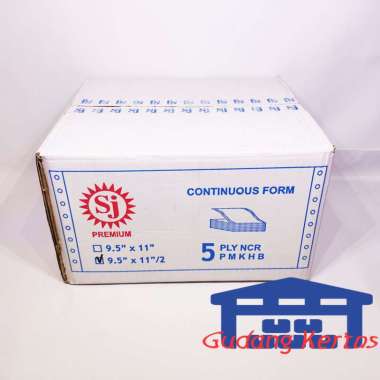 Sj
PREMIUM
9.5" x 11"
9.5" x 11"/2
CONTINUOUS FORM
5 PLY NCR
P M K H B
Gudang Kertas